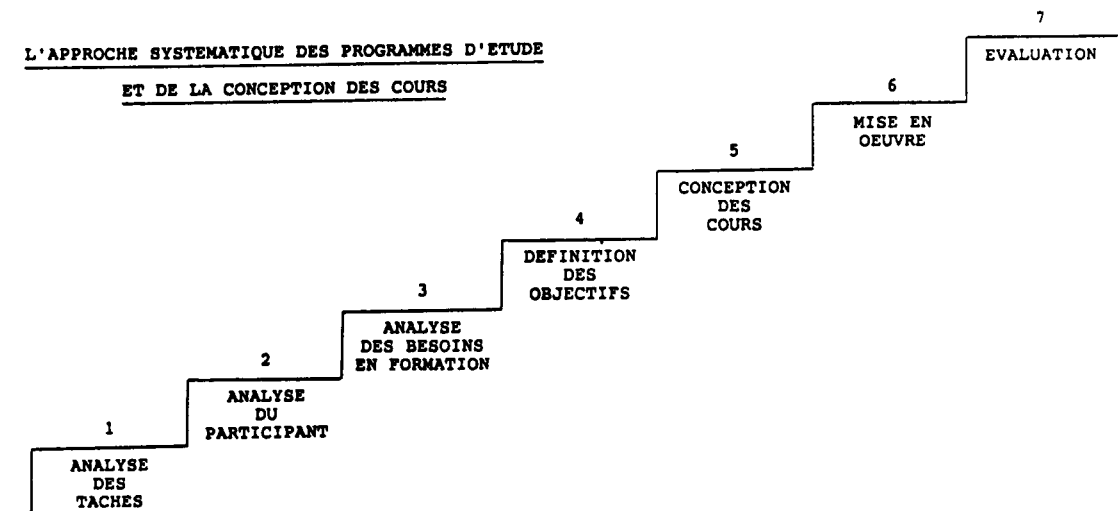 L'APPROCHE SYSTEMATIQUE DES PROGRAMMES D'ETUDE
ET DE LA CONCEPTION DES COURS
1
ANALYSE
DES
TACHES
2
ANALYSE
DU
PARTICIPANT
3
ANALYSE
DES BESOINS
EN FORMATION
4
DEFINITION
DES
OBJECTIFS
5
CONCEPTION
DES
COURS
6
MISE EN
OEUVRE
7
EVALUATION